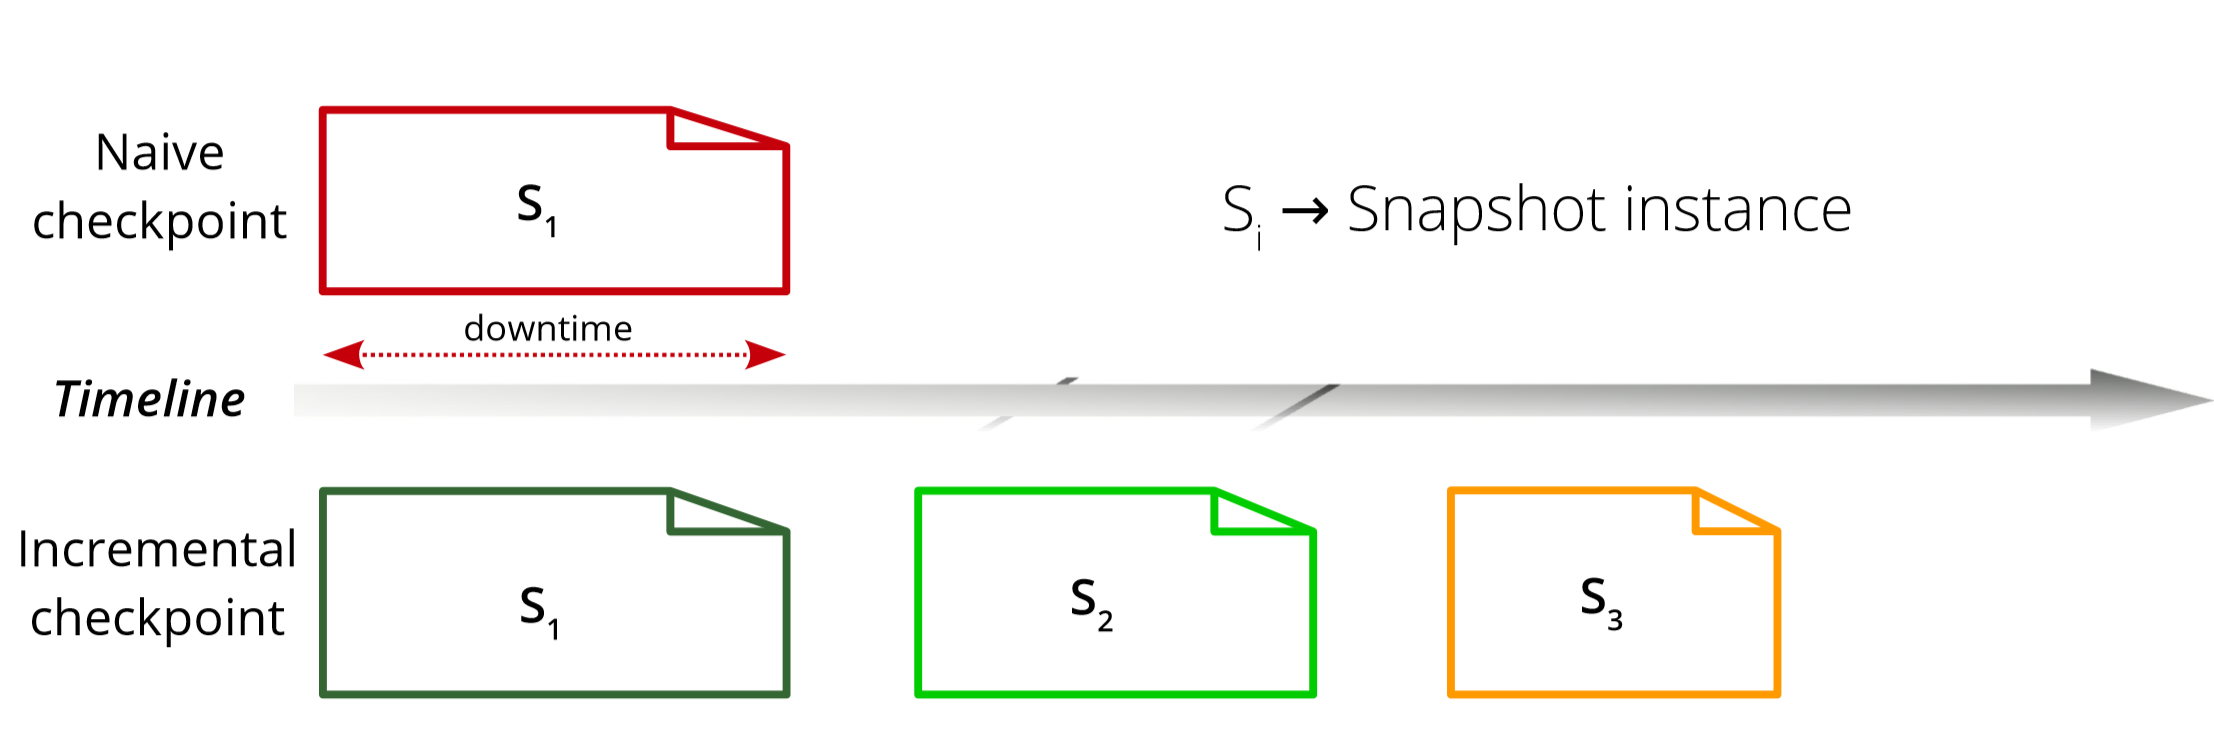 Naive
checkpoint
S₁
Sᵢ → Snapshot instance
downtime
Timeline
Incremental
checkpoint
S₁
S₂
S₃